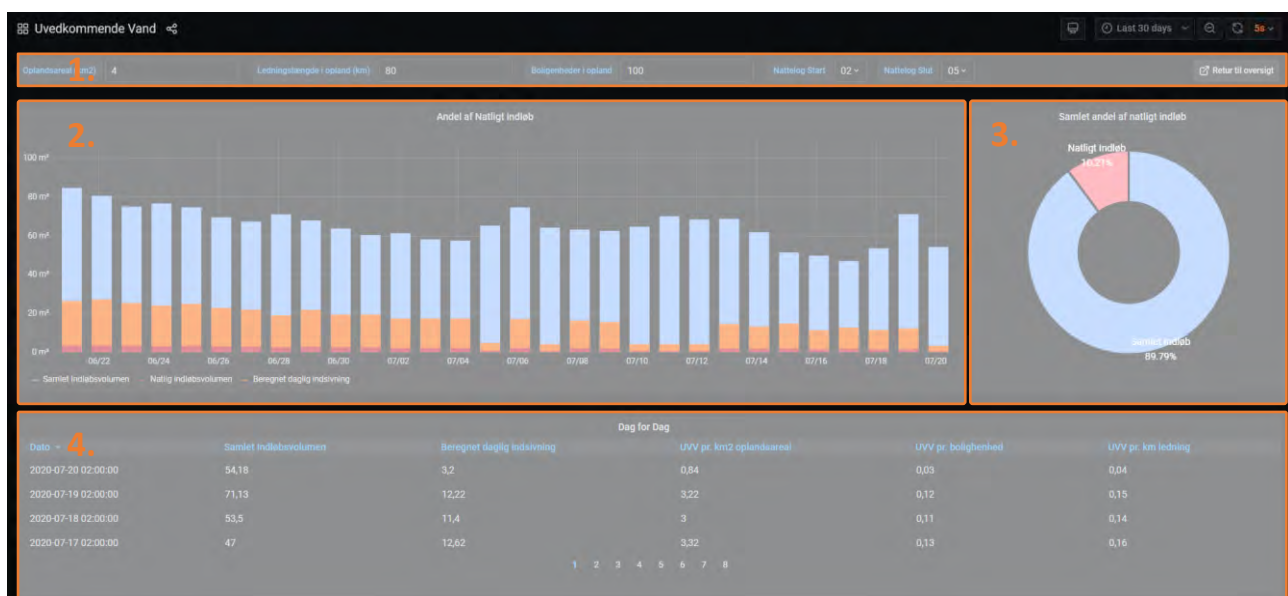 Uvedkommende Vand Last 30 days 5s
1.
Oplandsareal (km2) 4 Ledningslængde i opland (km) 80 Boligenheder i opland 100 Nattelog Start 02 Nattelog Slut 05 Retur til oversigt
2.
Andel af Natligt indløb
100 m³
80 m³
60 m³
40 m³
20 m³
0 m³
06/22 06/24 06/26 06/28 06/30 07/02 07/04 07/06 07/08 07/10 07/12 07/14 07/16 07/18 07/20
Samlet Indløbsvolumen Natlig indløbsvolumen Beregnet daglig indsivning
3.
Samlet andel af natligt indløb
Natligt Indløb
10.21%
Samlet Indløb
89.79%
4.
Dag for Dag
Dato Samlet Indløbsvolumen Beregnet daglig indsivning UVV pr. km2 oplandsareal UVV pr. bolighenhed UVV pr. km ledning
2020-07-20 02:00:00 54,18 3,2 0,84 0,03 0,04
2020-07-19 02:00:00 71,13 12,22 3,22 0,12 0,15
2020-07-18 02:00:00 53,5 11,4 3 0,11 0,14
2020-07-17 02:00:00 47 12,62 3,32 0,13 0,16
1 2 3 4 5 6 7 8